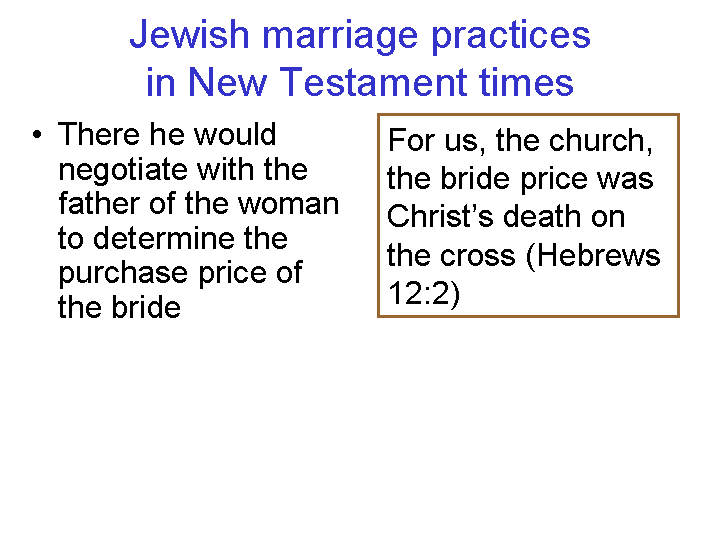 Jewish marriage practices
in New Testament times
• There he would
negotiate with the
father of the woman
to determine the
purchase price of
the bride
For us, the church,
the bride price was
Christ's death on
the cross (Hebrews
12:2)